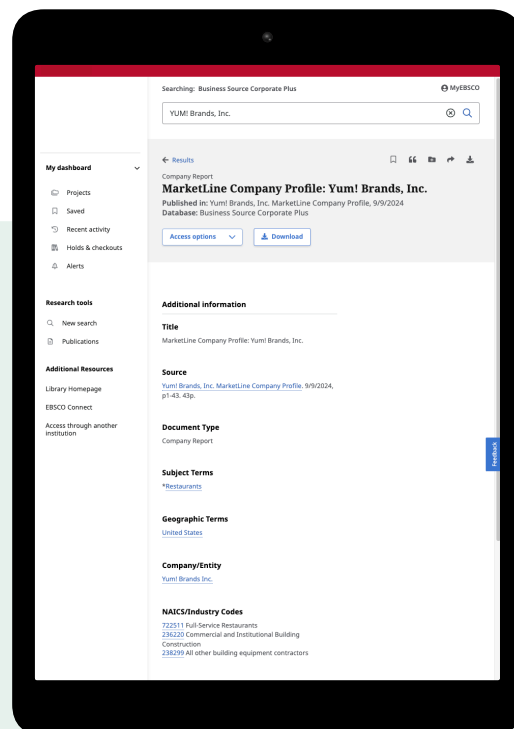 Searching: Business Source Corporate Plus
MyEBSCO
YUM! Brands, Inc.
My dashboard
Projects
Saved
Recent activity
Holds & checkouts
Alerts
Research tools
New search
Publications
Additional Resources
Library Homepage
EBSCO Connect
Access through another
institution
Results
Company Report
MarketLine Company Profile: Yum! Brands, Inc.
Published in: Yum! Brands, Inc. MarketLine Company Profile, 9/9/2024
Database: Business Source Corporate Plus
Access options
Download
Additional information
Title
MarketLine Company Profile: Yum! Brands, Inc.
Source
Yum! Brands, Inc. MarketLine Company Profile. 9/9/2024,
p1-43. 43p.
Document Type
Company Report
Subject Terms
*Restaurants
Geographic Terms
United States
Company/Entity
Yum! Brands Inc.
NAICS/Industry Codes
722511 Full-Service Restaurants
236220 Commercial and Institutional Building
Construction
238299 All other building equipment contractors
Feedback